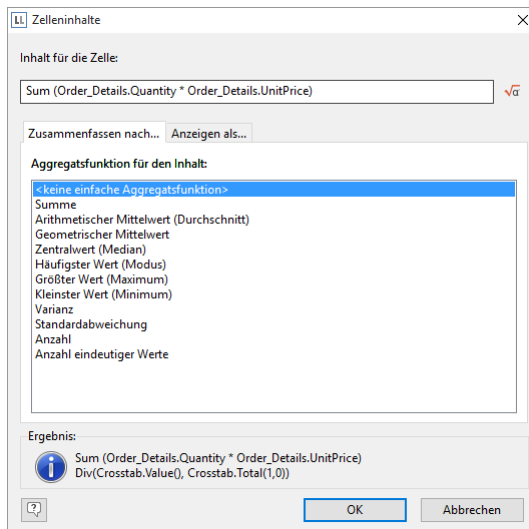 LL Zelleninhalte
Inhalt für die Zelle:
Sum (Order_Details.Quantity * Order_Details.UnitPrice)
√α
Zusammenfassen nach... Anzeigen als...
Aggregatsfunktion für den Inhalt:
<keine einfache Aggregatsfunktion>
Summe
Arithmetischer Mittelwert (Durchschnitt)
Geometrischer Mittelwert
Zentralwert (Median)
Häufigster Wert (Modus)
Größter Wert (Maximum)
Kleinster Wert (Minimum)
Varianz
Standardabweichung
Anzahl
Anzahl eindeutiger Werte
Ergebnis:
Sum (Order_Details.Quantity * Order_Details.UnitPrice)
Div(Crosstab.Value(), Crosstab.Total(1,0))
OK Abbrechen